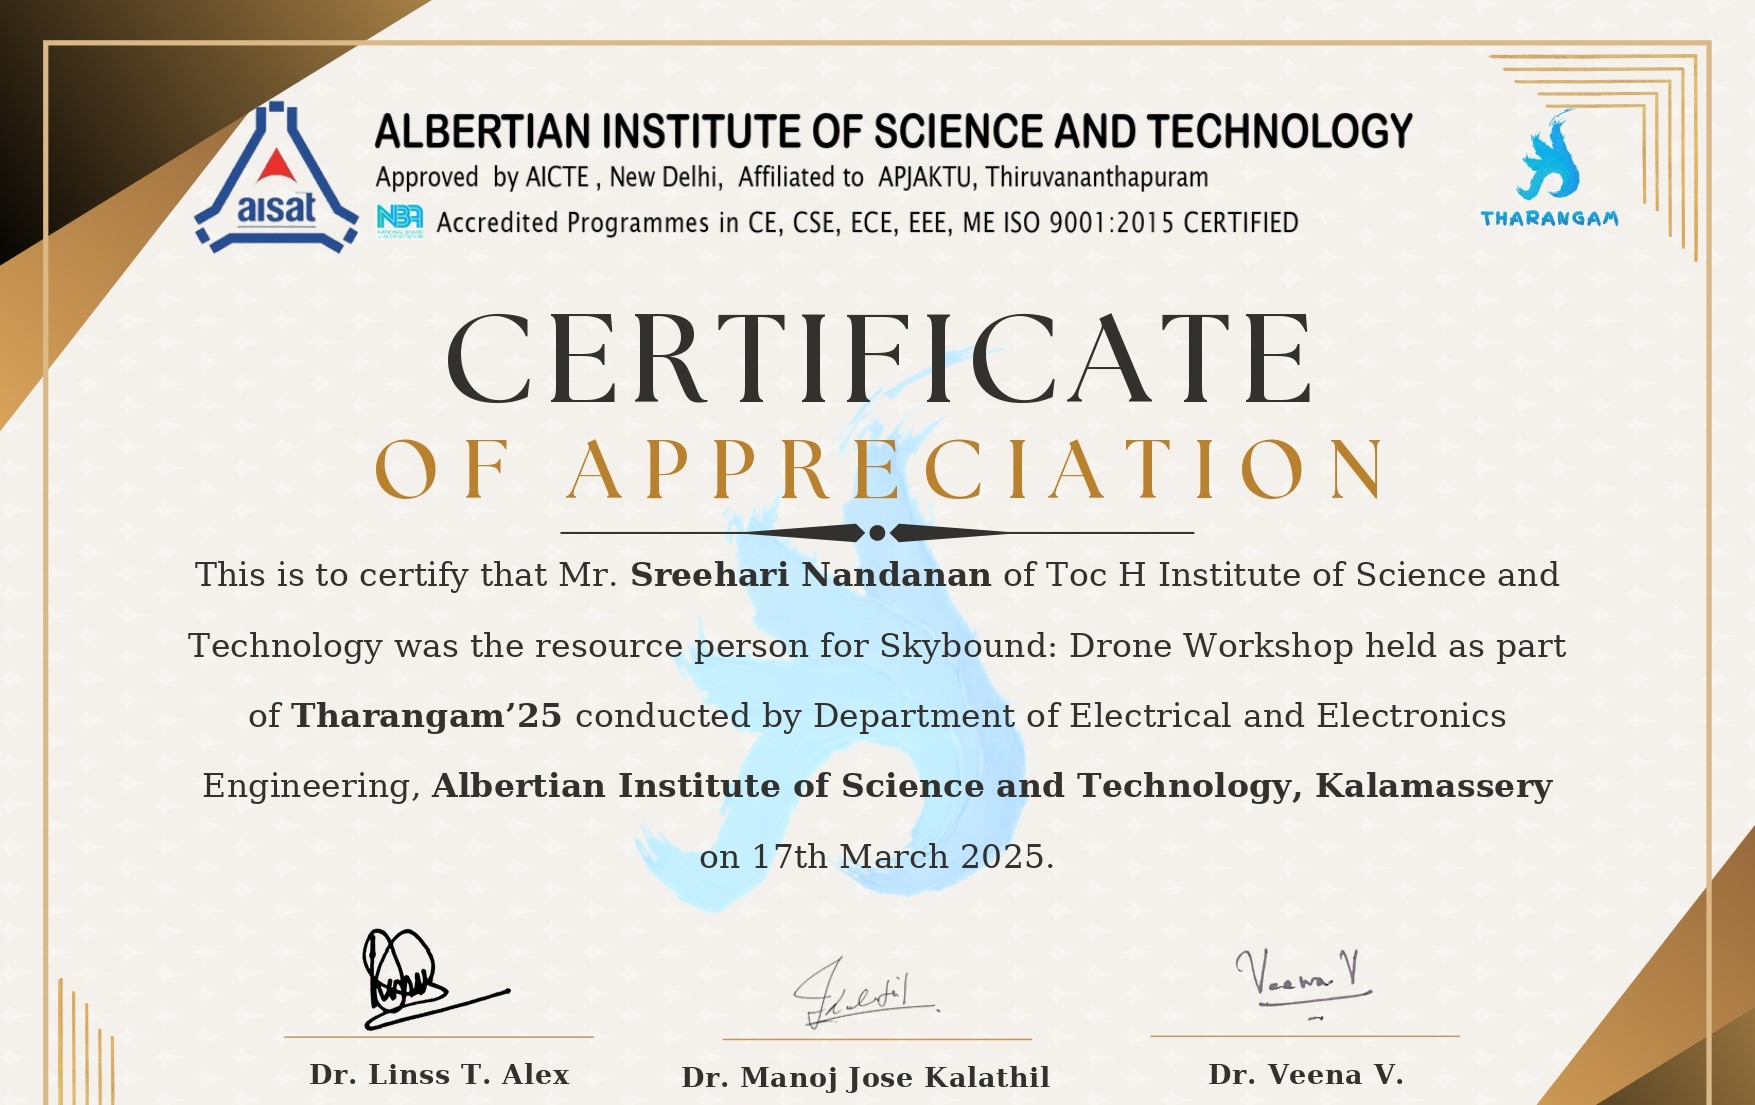 ALBERTIAN INSTITUTE OF SCIENCE AND TECHNOLOGY
Approved by AICTE , New Delhi, Affiliated to APJAKTU, Thiruvananthapuram
NBA
NATIONAL BOARD
of ACCREDITATION
Accredited Programmes in CE, CSE, ECE, EEE, ME ISO 9001:2015 CERTIFIED
aisat
THARANGAM
CERTIFICATE
OF APPRECIATION
This is to certify that Mr. Sreehari Nandanan of Toc H Institute of Science and
Technology was the resource person for Skybound: Drone Workshop held as part
of Tharangam’25 conducted by Department of Electrical and Electronics
Engineering, Albertian Institute of Science and Technology, Kalamassery
on 17th March 2025.
Veena V
Dr. Linss T. Alex
Dr. Manoj Jose Kalathil
Dr. Veena V.